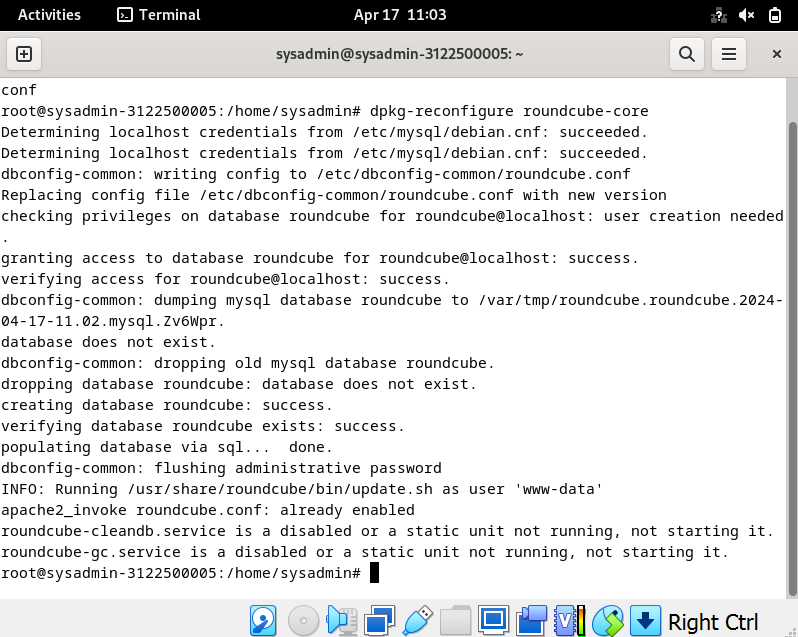 Activities Terminal Apr 17 11:03
sysadmin@sysadmin-3122500005: ~
conf
root@sysadmin-3122500005:/home/sysadmin# dpkg-reconfigure roundcube-core
Determining localhost credentials from /etc/mysql/debian.cnf: succeeded.
Determining localhost credentials from /etc/mysql/debian.cnf: succeeded.
dbconfig-common: writing config to /etc/dbconfig-common/roundcube.conf
Replacing config file /etc/dbconfig-common/roundcube.conf with new version
checking privileges on database roundcube for roundcube@localhost: user creation needed
.
granting access to database roundcube for roundcube@localhost: success.
verifying access for roundcube@localhost: success.
dbconfig-common: dumping mysql database roundcube to /var/tmp/roundcube.roundcube.2024-
04-17-11.02.mysql.Zv6Wpr.
database does not exist.
dbconfig-common: dropping old mysql database roundcube.
dropping database roundcube: database does not exist.
creating database roundcube: success.
verifying database roundcube exists: success.
populating database via sql...  done.
dbconfig-common: flushing administrative password
INFO: Running /usr/share/roundcube/bin/update.sh as user 'www-data'
apache2_invoke roundcube.conf: already enabled
roundcube-cleandb.service is a disabled or a static unit not running, not starting it.
roundcube-gc.service is a disabled or a static unit not running, not starting it.
root@sysadmin-3122500005:/home/sysadmin#
Right Ctrl